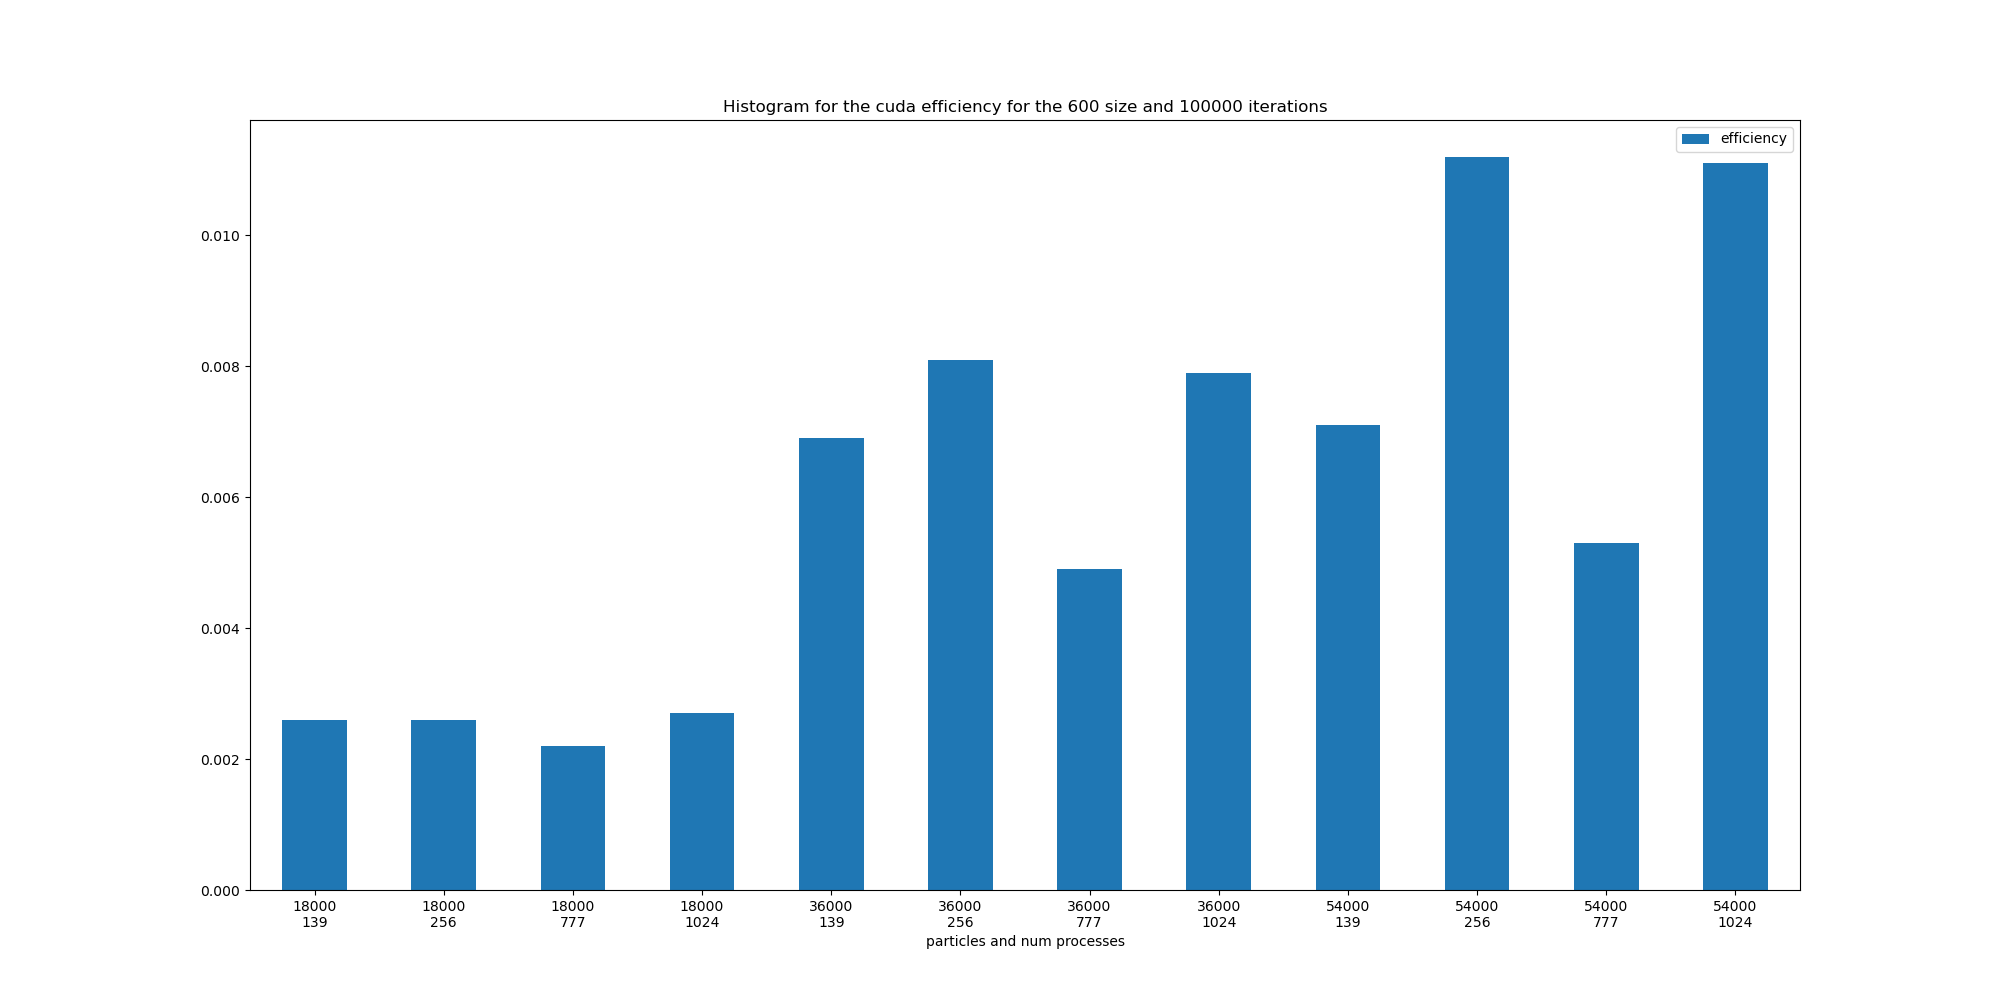 Histogram for the cuda efficiency for the 600 size and 100000 iterations
efficiency
0.010
0.008
0.006
0.004
0.002
0.000
18000 18000 18000 18000 36000 36000 36000 36000 54000 54000 54000 54000
139 256 777 1024 139 256 777 1024 139 256 777 1024
particles and num processes